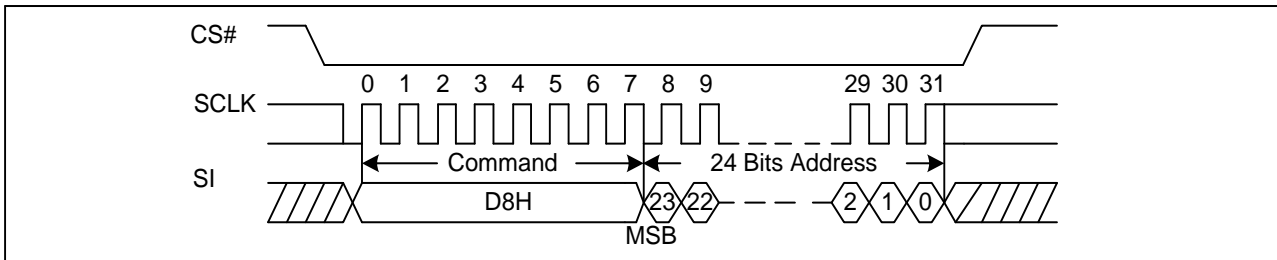 CS#
0 1 2 3 4 5 6 7 8 9 29 30 31
SCLK
Command 24 Bits Address
SI
D8H 23 22 2 1 0
MSB